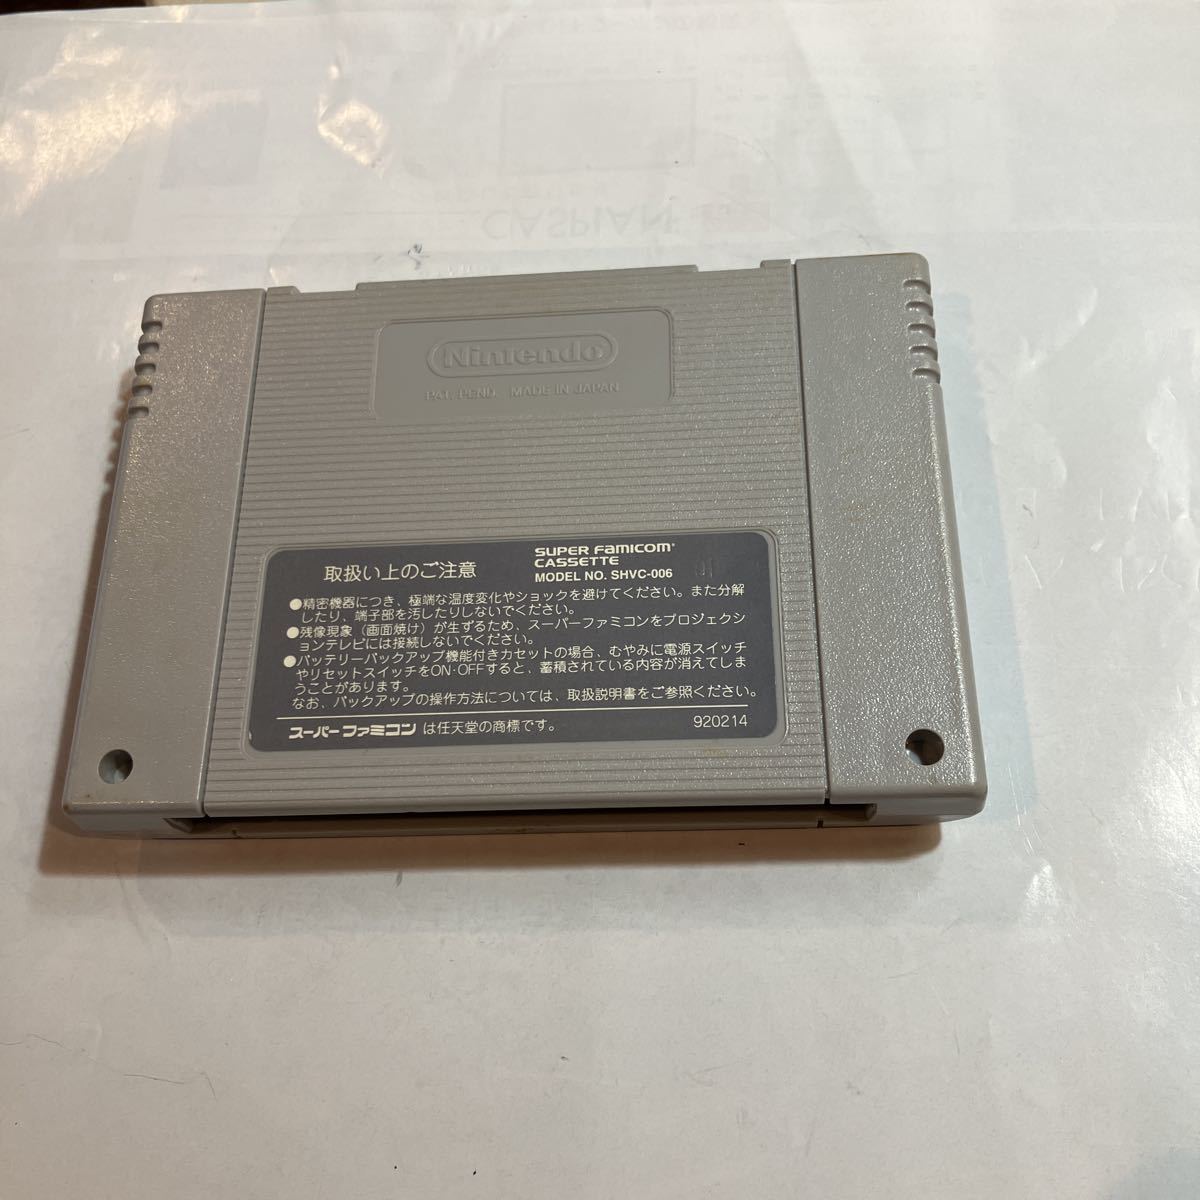 Nintendo
PAT. PEND. MADE IN JAPAN
取扱い上のご注意
SUPER FAMICOM
CASSETTE
MODEL NO. SHVC-006
●精密機器につき、極端な温度変化やショックを避けてください。また分解
したり、端子部を汚したりしないでください。
●残像現象（画面焼け）が生ずるため、スーパーファミコンをプロジェクシ
ョンテレビには接続しないでください。
●バッテリーバックアップ機能付きカセットの場合、むやみに電源スイッチ
やリセットスイッチをON·OFFすると、蓄積されている内容が消えてしま
うことがあります。
なお、バックアップの操作方法については、取扱説明書をご参照ください。
スーパーファミコン は任天堂の商標です。
920214